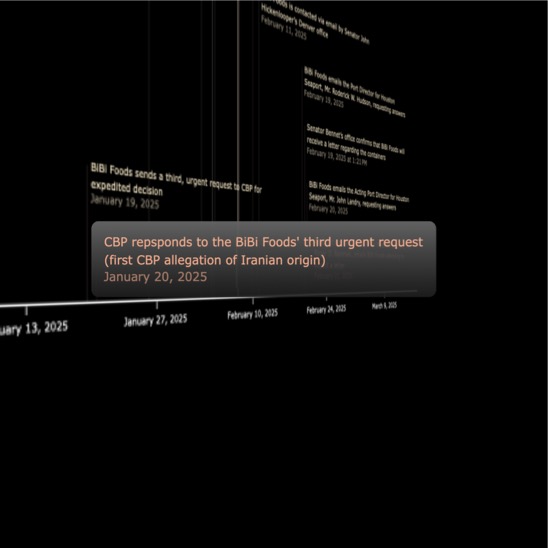 Foods is contacted via email by Senator John
Hickenlooper's Denver office
February 11, 2025
BiBi Foods emails the Port Director for Houston
Seaport, Mr. Roderick W. Hudson, requesting answers
February 19, 2025
Senator Bennet's office confirms that BiBi Foods will
receive a letter regarding the containers
February 19, 2025 at 1:21PM
BiBi Foods sends a third, urgent request to CBP for
expedited decision
January 19, 2025
BiBi Foods emails the Acting Port Director for Houston
Seaport, Mr. John Landry, requesting answers
February 20, 2025
CBP repsponds to the BiBi Foods' third urgent request
(first CBP allegation of Iranian origin)
January 20, 2025
uary 13, 2025
January 27, 2025
February 10, 2025
February 24, 2025
March 9, 2025